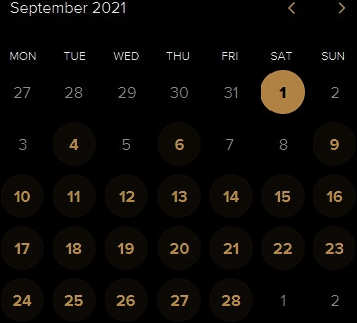 September 2021 < >
MON TUE WED THU FRI SAT SUN
27 28 29 30 31 1 2
3 4 5 6 7 8 9
10 11 12 13 14 15 16
17 18 19 20 21 22 23
24 25 26 27 28 1 2